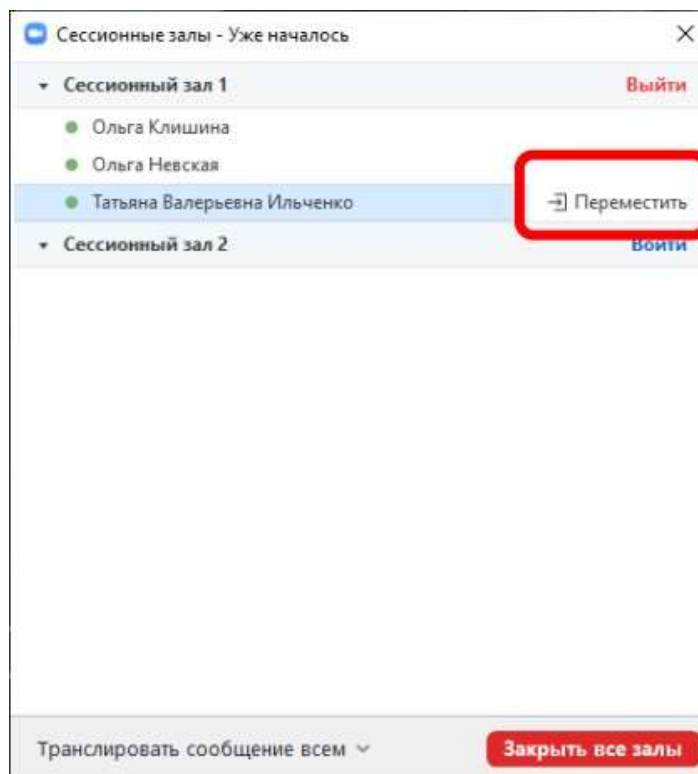 Сессионные залы - Уже началось
Сессионный зал 1 Выйти
Ольга Клишина
Ольга Невская
Татьяна Валерьевна Ильченко Переместить
Сессионный зал 2 Войти
Транслировать сообщение всем Закрыть все залы